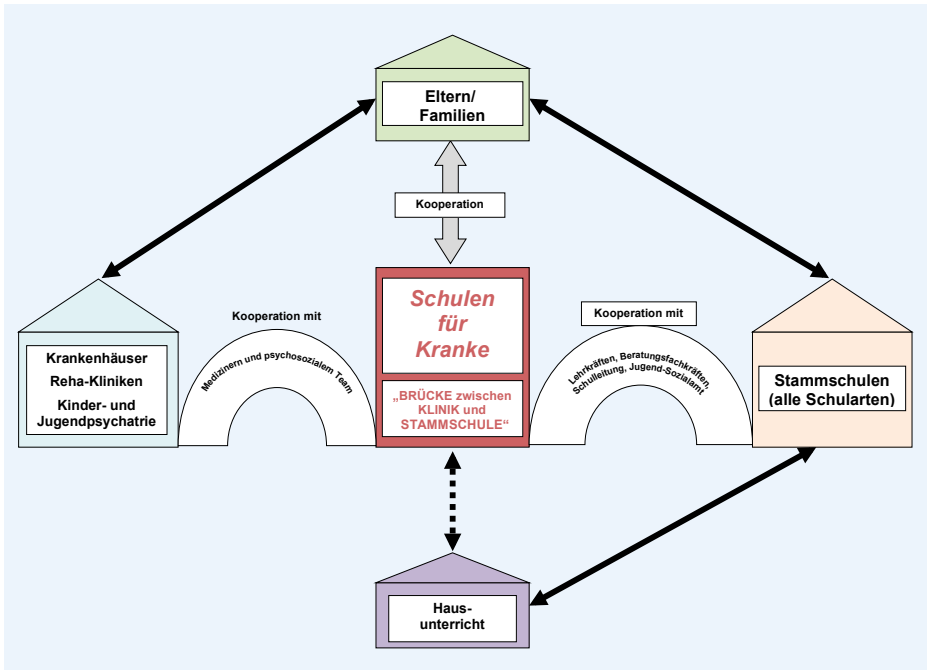 Eltern/
Familien
Kooperation
Schulen
für
Kranke
„BRÜCKE zwischen
KLINIK und
STAMMSCHULE“
Kooperation mit
Medizinern und psychosozialem Team
Kooperation mit
Lehrkräften, Beratungsfachkräften,
Schulleitung, Jugend-Sozialamt
Krankenhäuser
Reha-Kliniken
Kinder- und
Jugendpsychatrie
Stammschulen
(alle Schularten)
Haus-
unterricht